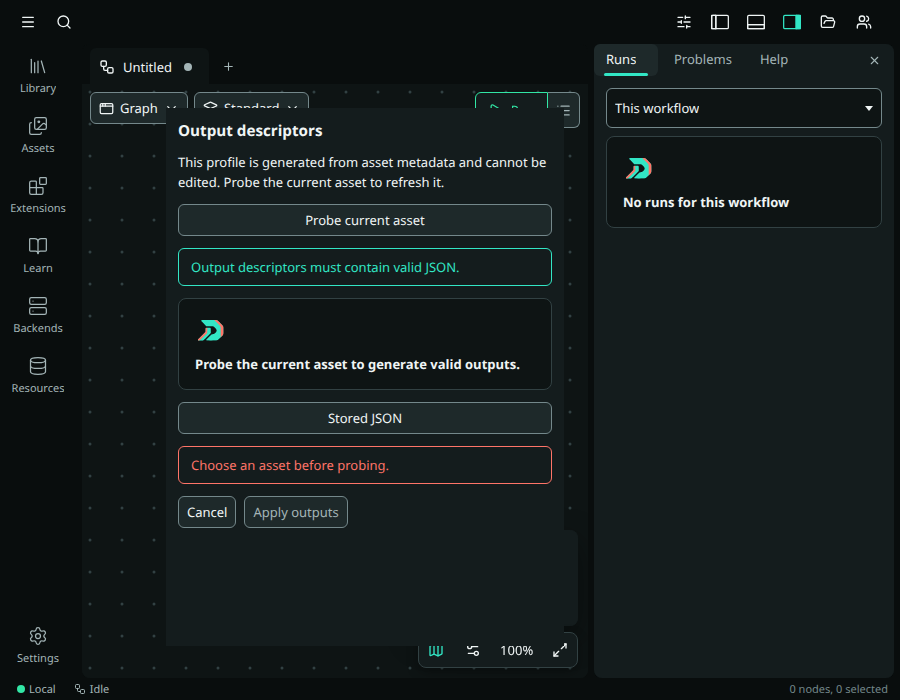 Library
Assets
Extensions
Learn
Backends
Resources
Settings
Untitled
Graph
Standard
Output descriptors
This profile is generated from asset metadata and cannot be
edited. Probe the current asset to refresh it.
Probe current asset
Output descriptors must contain valid JSON.
Probe the current asset to generate valid outputs.
Stored JSON
Choose an asset before probing.
Cancel
Apply outputs
100%
Runs
Problems
Help
This workflow
No runs for this workflow
Local
Idle
0 nodes, 0 selected